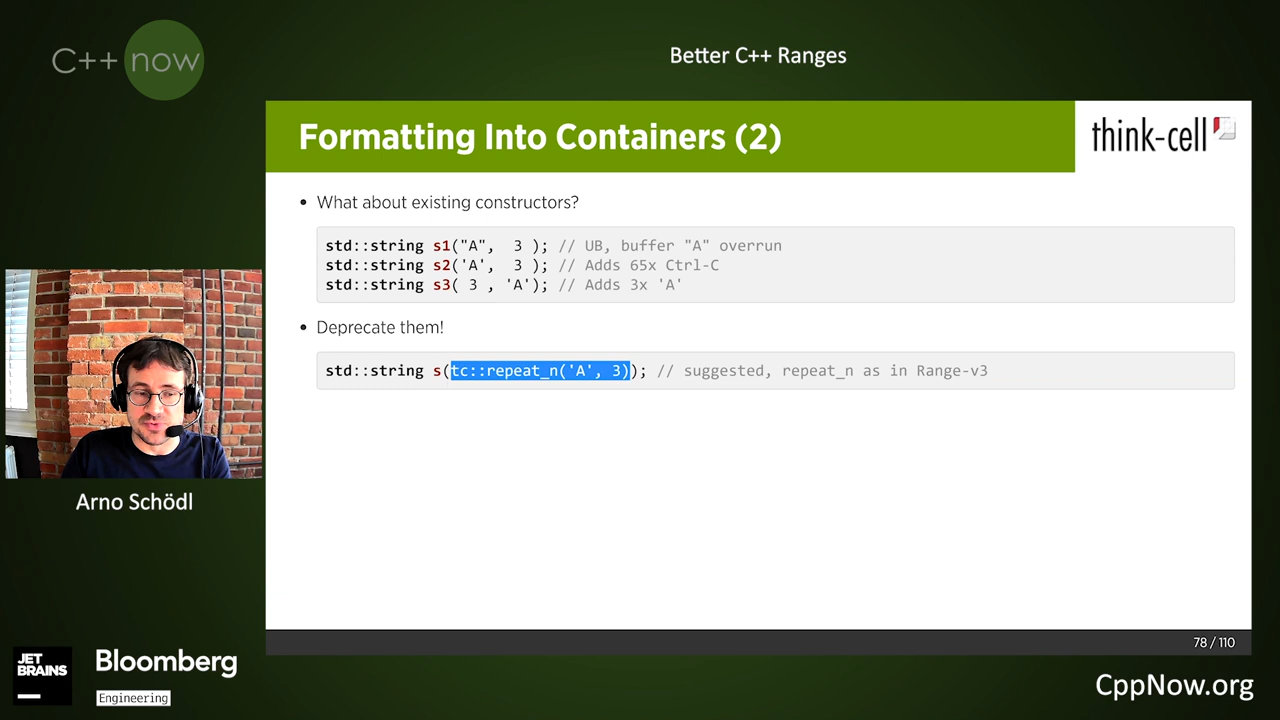 C++ now
Better C++ Ranges
Formatting Into Containers (2)
think-cell
• What about existing constructors?
std::string s1("A",  3 ); // UB, buffer "A" overrun
std::string s2('A',  3 ); // Adds 65x Ctrl-C
std::string s3( 3 , 'A'); // Adds 3x 'A'
• Deprecate them!
std::string s(tc::repeat_n('A', 3)); // suggested, repeat_n as in Range-v3
Arno Schödl
78 / 110
JET
BRAINS
Bloomberg
Engineering
CppNow.org